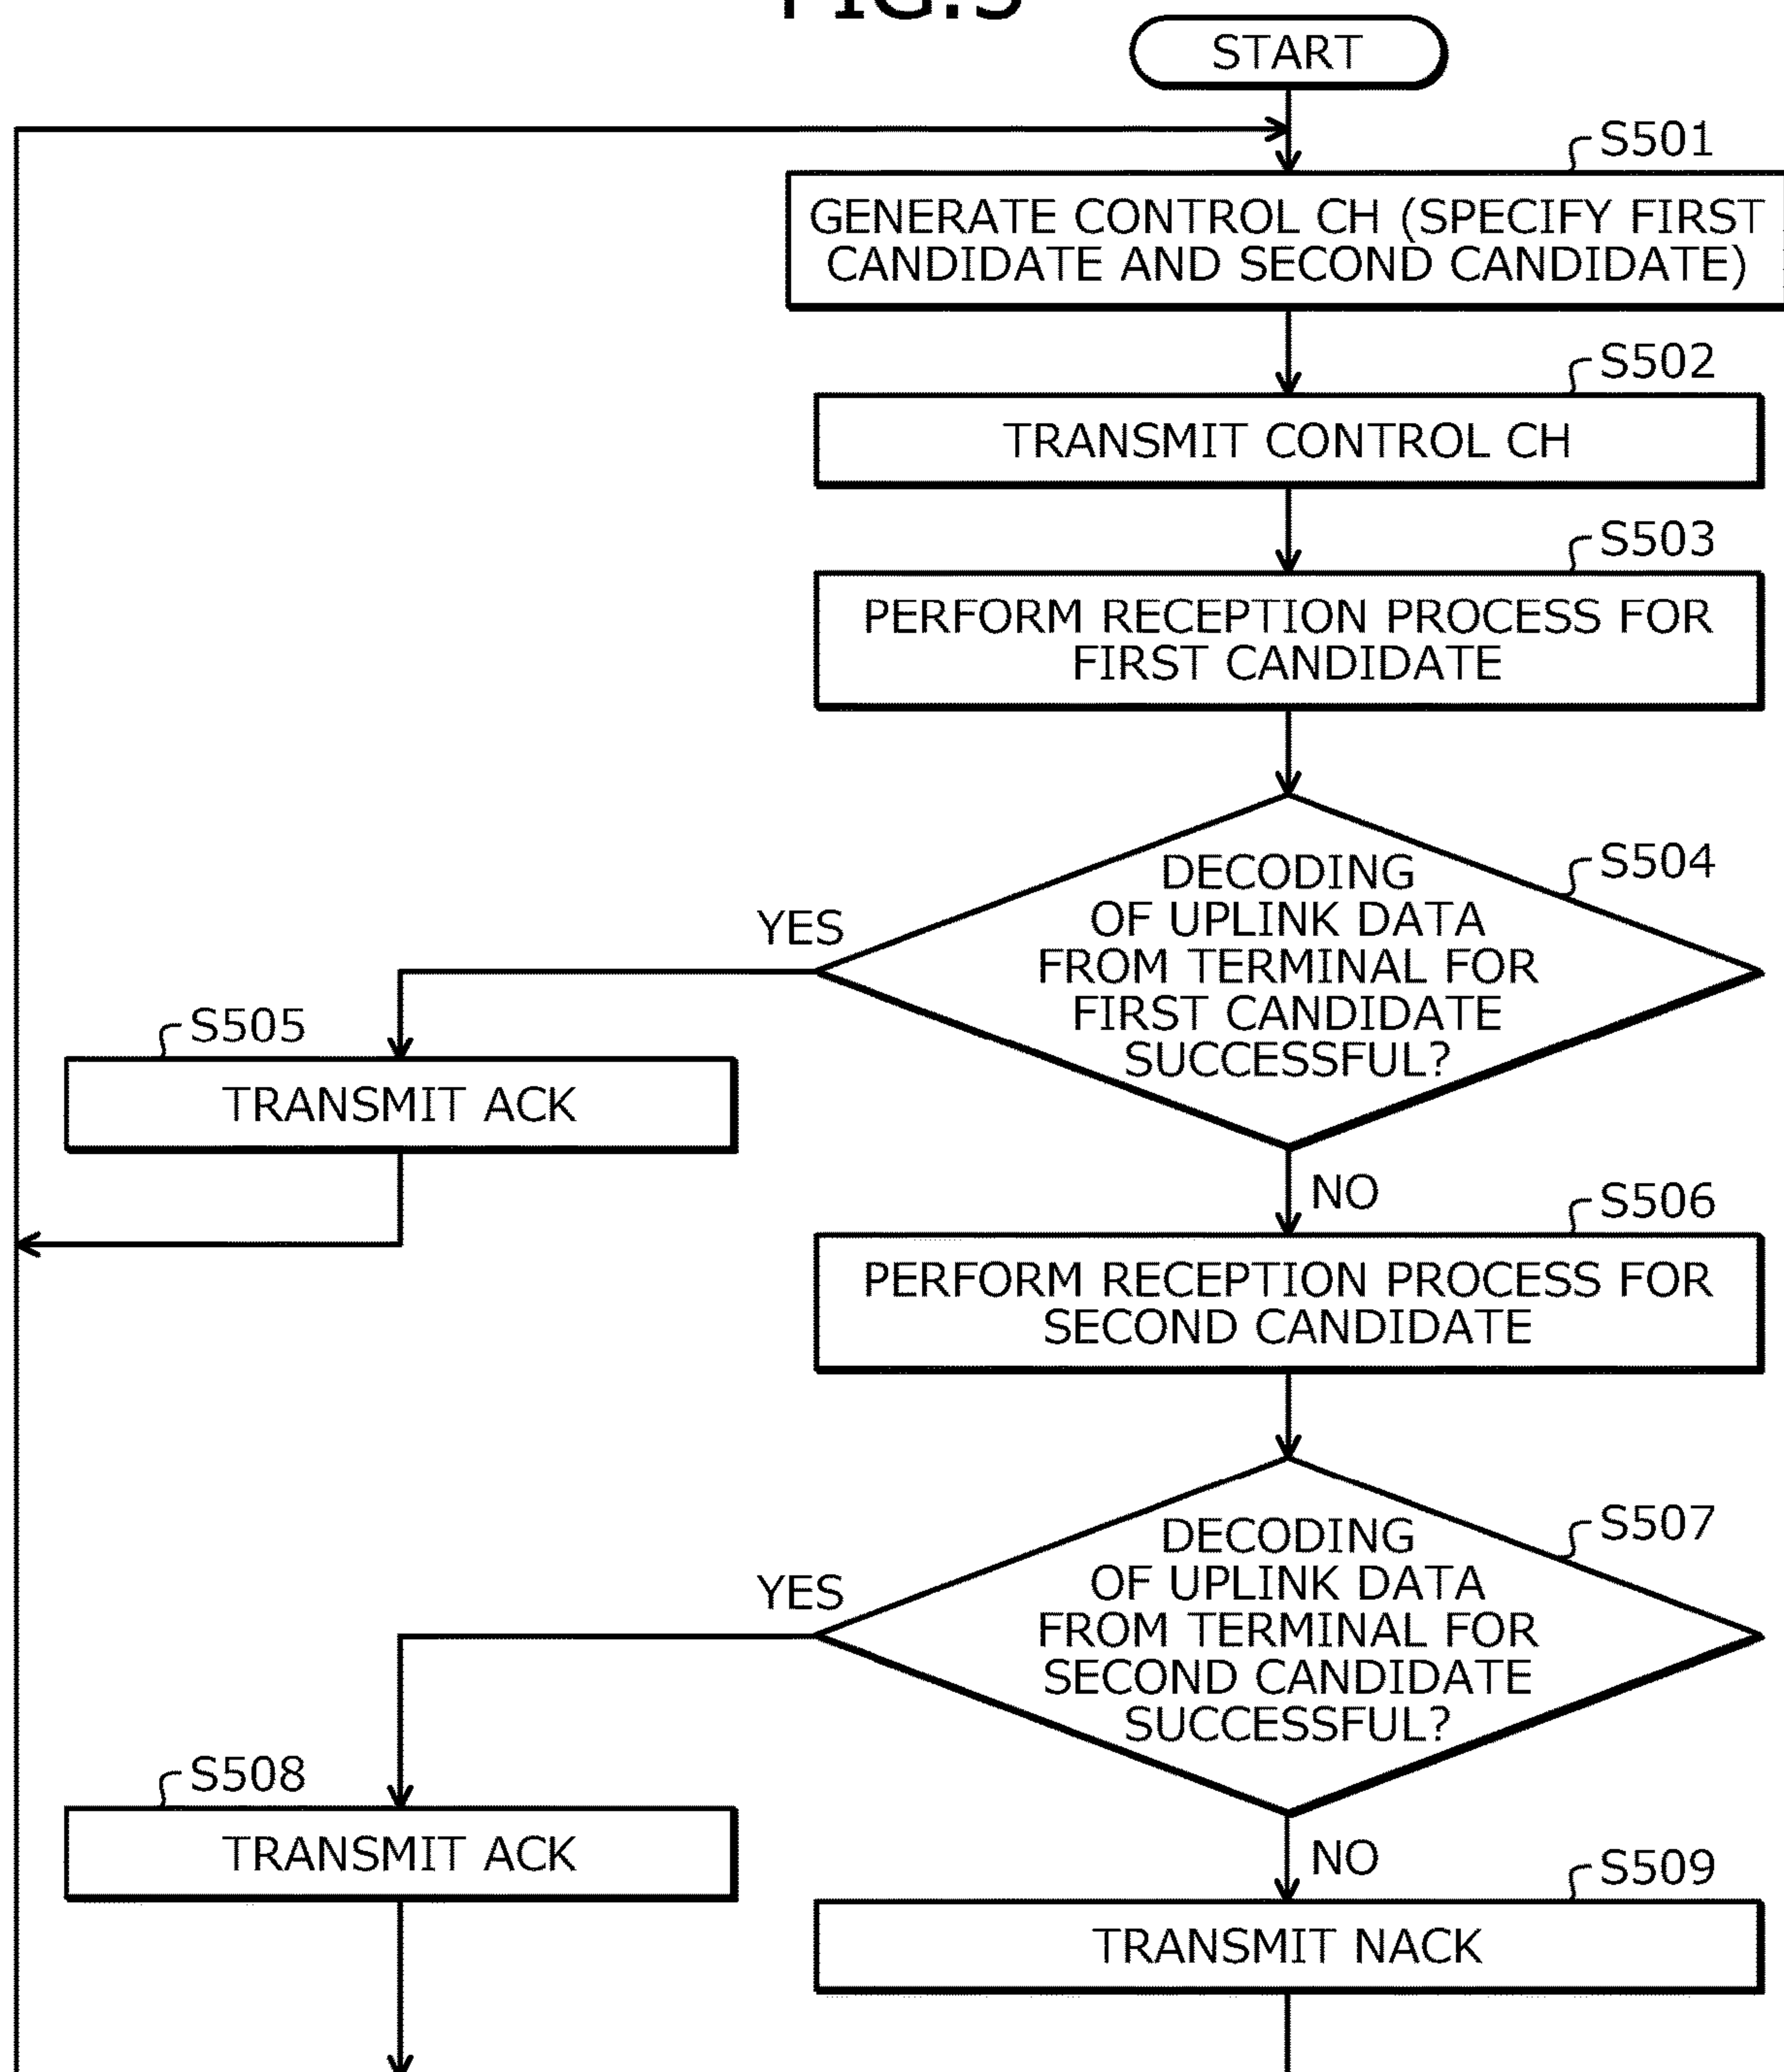 FIG.5
START
S501
GENERATE CONTROL CH (SPECIFY FIRST
CANDIDATE AND SECOND CANDIDATE)
S502
TRANSMIT CONTROL CH
S503
PERFORM RECEPTION PROCESS FOR
FIRST CANDIDATE
S504
DECODING
OF UPLINK DATA
FROM TERMINAL FOR
FIRST CANDIDATE
SUCCESSFUL?
YES
S505
TRANSMIT ACK
NO
S506
PERFORM RECEPTION PROCESS FOR
SECOND CANDIDATE
S507
DECODING
OF UPLINK DATA
FROM TERMINAL FOR
SECOND CANDIDATE
SUCCESSFUL?
YES
S508
TRANSMIT ACK
NO
S509
TRANSMIT NACK